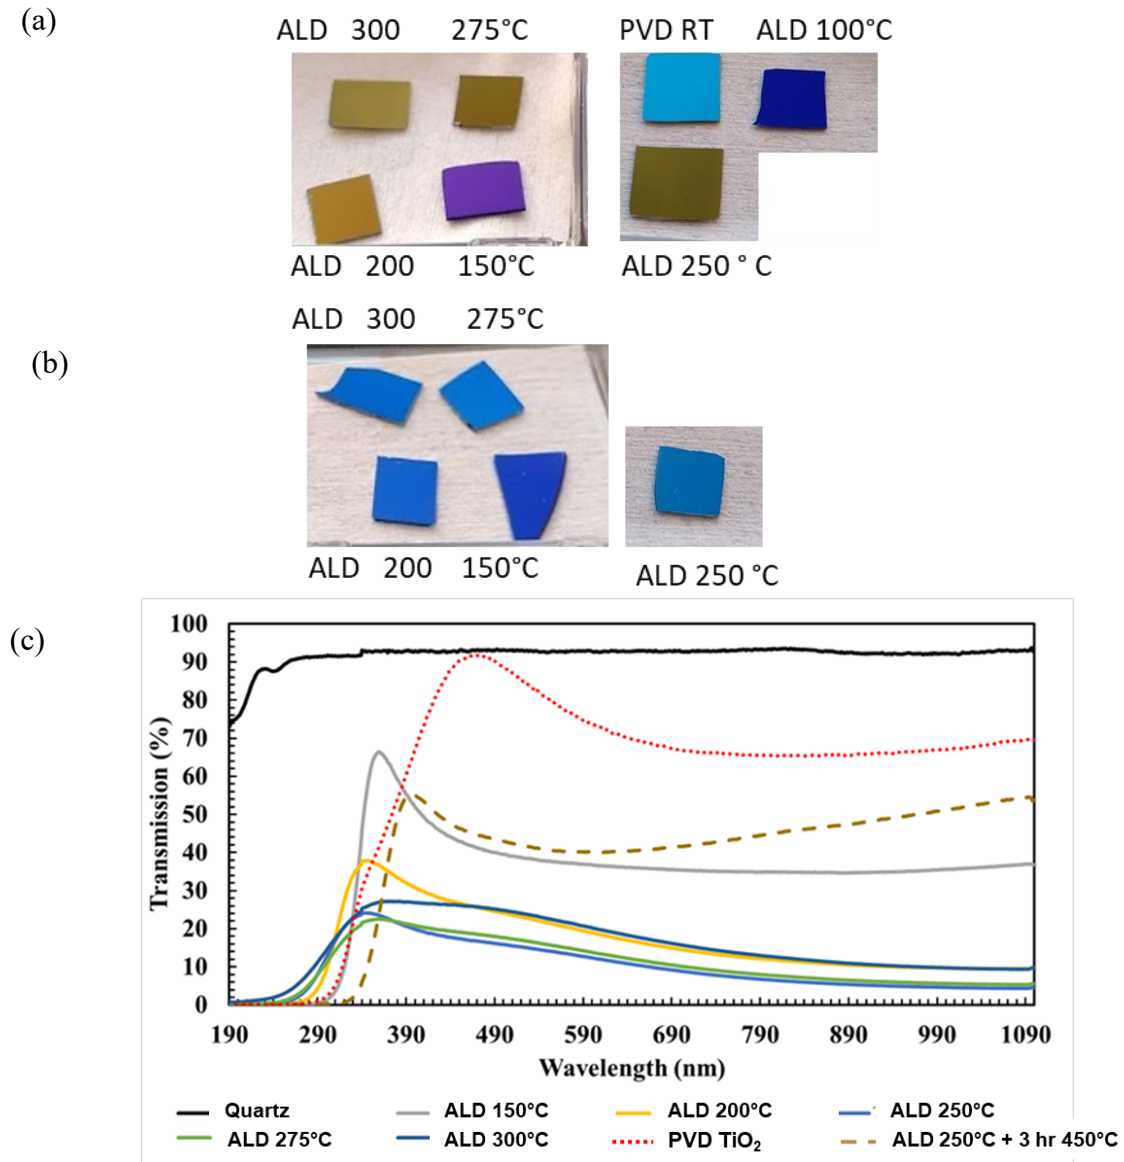 (a)
ALD 300 275°C
PVD RT ALD 100°C
ALD 200 150°C
ALD 250 ° C
ALD 300 275°C
(b)
ALD 200 150°C
ALD 250 °C
(c)
100
90
80
70
60
50
40
30
20
10
0
Transmission (%)
190 290 390 490 590 690 790 890 990 1090
Wavelength (nm)
Quartz ALD 150°C ALD 200°C ALD 250°C
ALD 275°C ALD 300°C PVD TiO₂ ALD 250°C + 3 hr 450°C